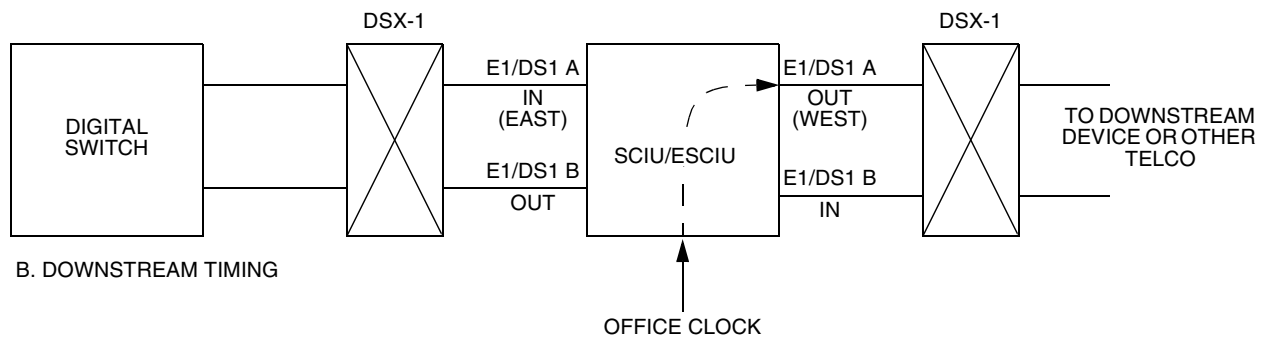 DSX-1
DSX-1
DIGITAL
SWITCH
E1/DS1 A
IN
(EAST)
E1/DS1 B
OUT
SCIU/ESCIU
E1/DS1 A
OUT
(WEST)
E1/DS1 B
IN
TO DOWNSTREAM
DEVICE OR OTHER
TELCO
B. DOWNSTREAM TIMING
OFFICE CLOCK